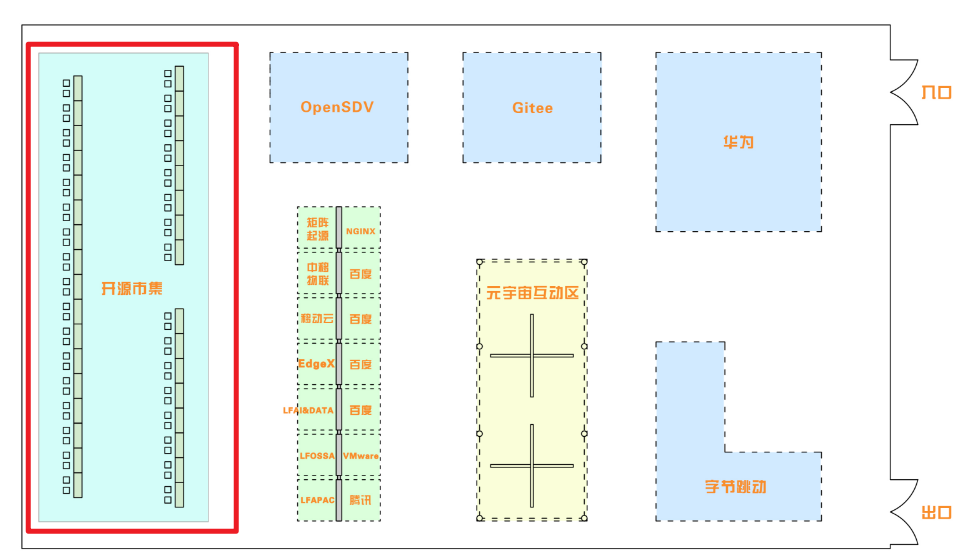 OpenSDV
Gitee
华为
入口
矩阵
起源
NGINX
中租
物联
百度
开源市集
元宇宙互动区
移动云
百度
EdgeX
百度
LFAI&DATA
百度
LFOSSA
VMware
LFAPAC
腾讯
字节跳动
出口